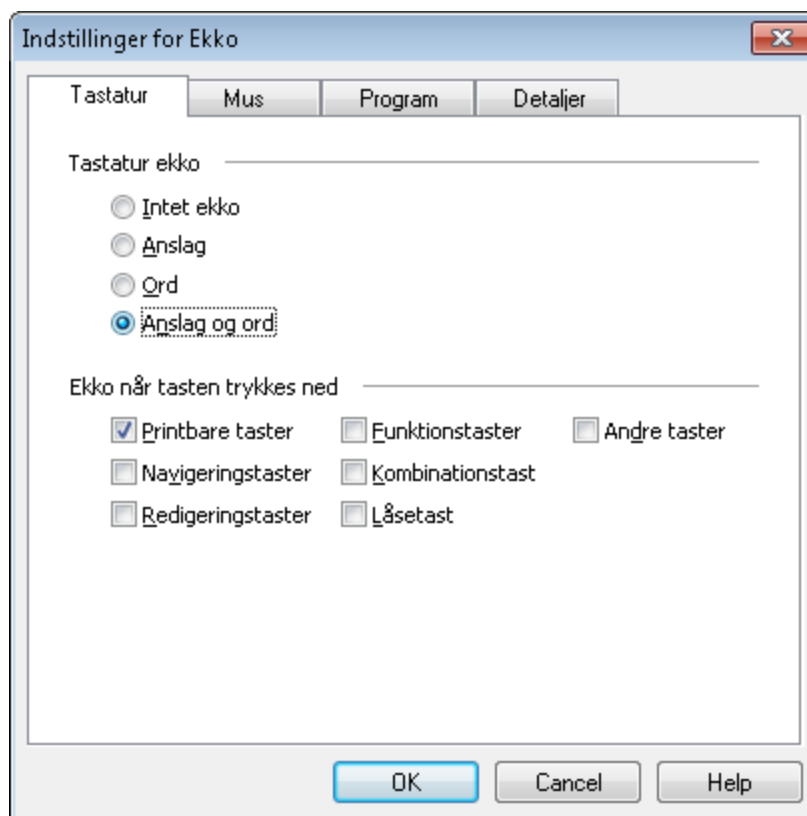 Indstillinger for Ekko
Tastatur Mus Program Detaljer
Tastatur ekko
Intet ekko
Anslag
Ord
Anslag og ord
Ekko når tasten trykkes ned
Printbare taster Funktionstaster Andre taster
Navigeringstaster Kombinationstast
Redigeringstaster Låsetast
OK Cancel Help